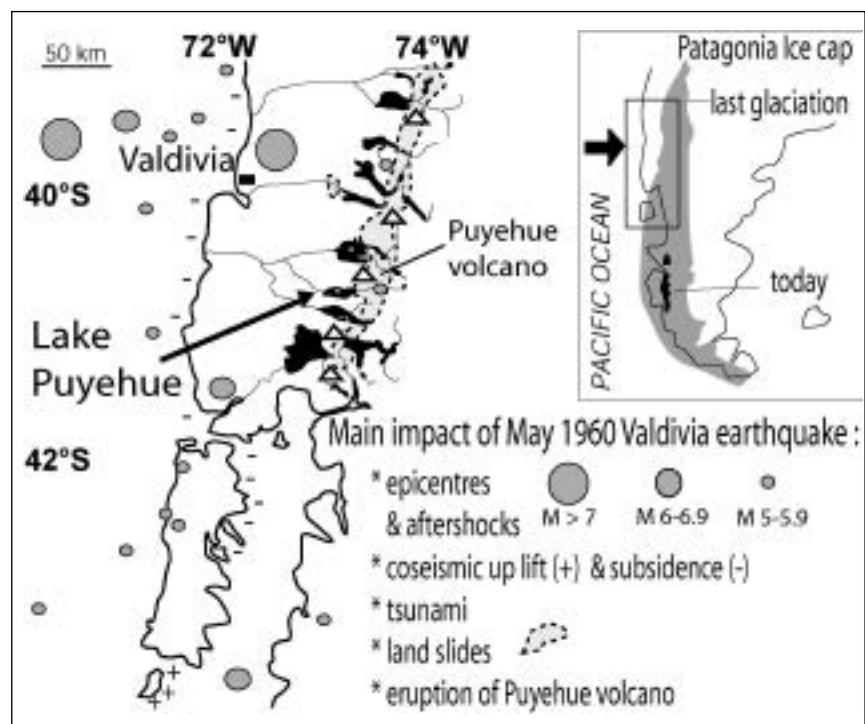 50 km
72°W
74°W
Valdivia
40°S
Puyehue
volcano
Lake
Puyehue
42°S
Patagonia Ice cap
last glaciation
PACIFIC OCEAN
today
Main impact of May 1960 Valdivia earthquake :
* epicentres
& aftershocks
M > 7
M 6-6.9
M 5-5.9
* coseismic up lift (+) & subsidence (-)
* tsunami
* land slides
* eruption of Puyehue volcano